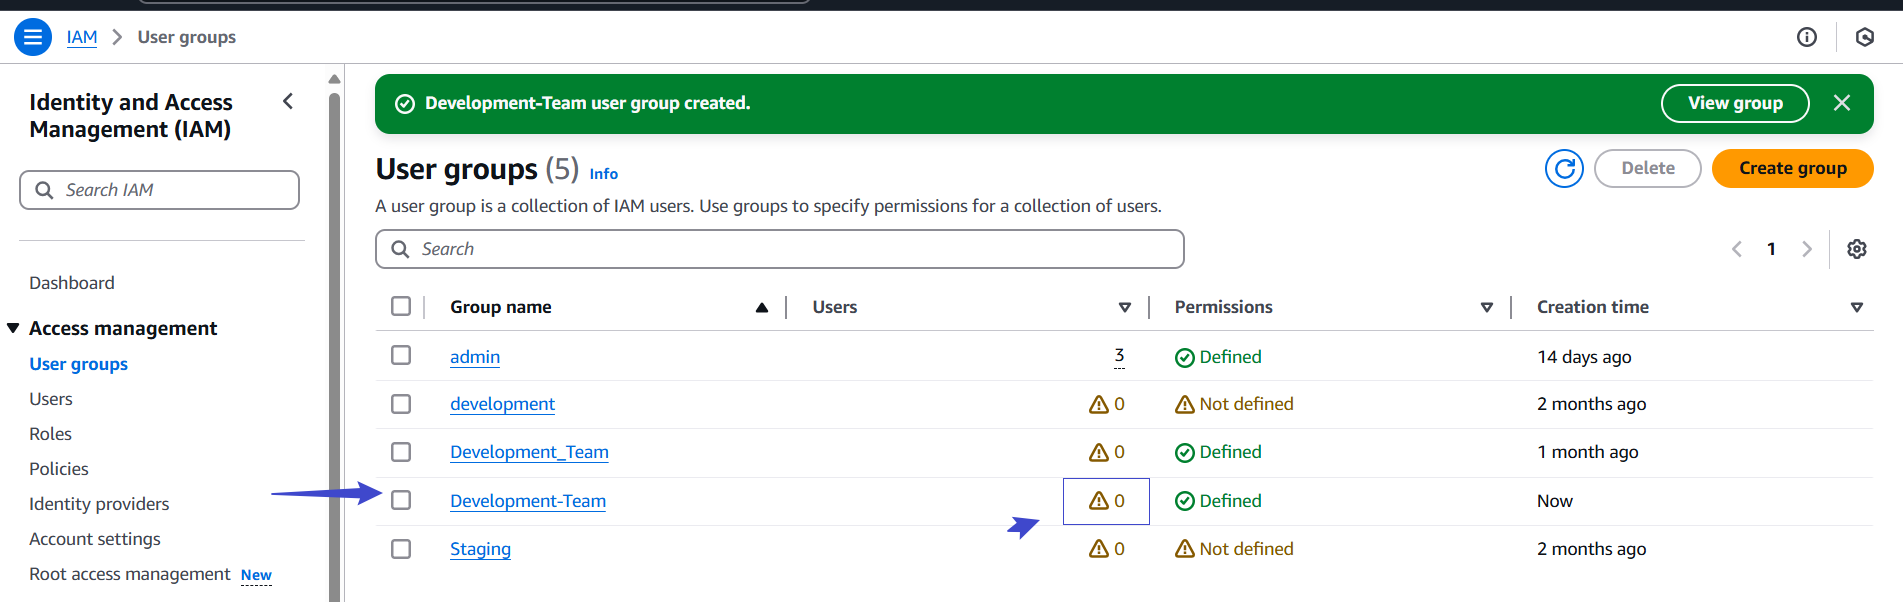 IAM > User groups
Identity and Access
Management (IAM)
Search IAM
Dashboard
Access management
User groups
Users
Roles
Policies
Identity providers
Account settings
Root access management New
Development-Team user group created. View group
User groups (5) Info Delete Create group
A user group is a collection of IAM users. Use groups to specify permissions for a collection of users.
Search 1
Group name Users Permissions Creation time
admin 3 Defined 14 days ago
development 0 Not defined 2 months ago
Development_Team 0 Defined 1 month ago
Development-Team 0 Defined Now
Staging 0 Not defined 2 months ago